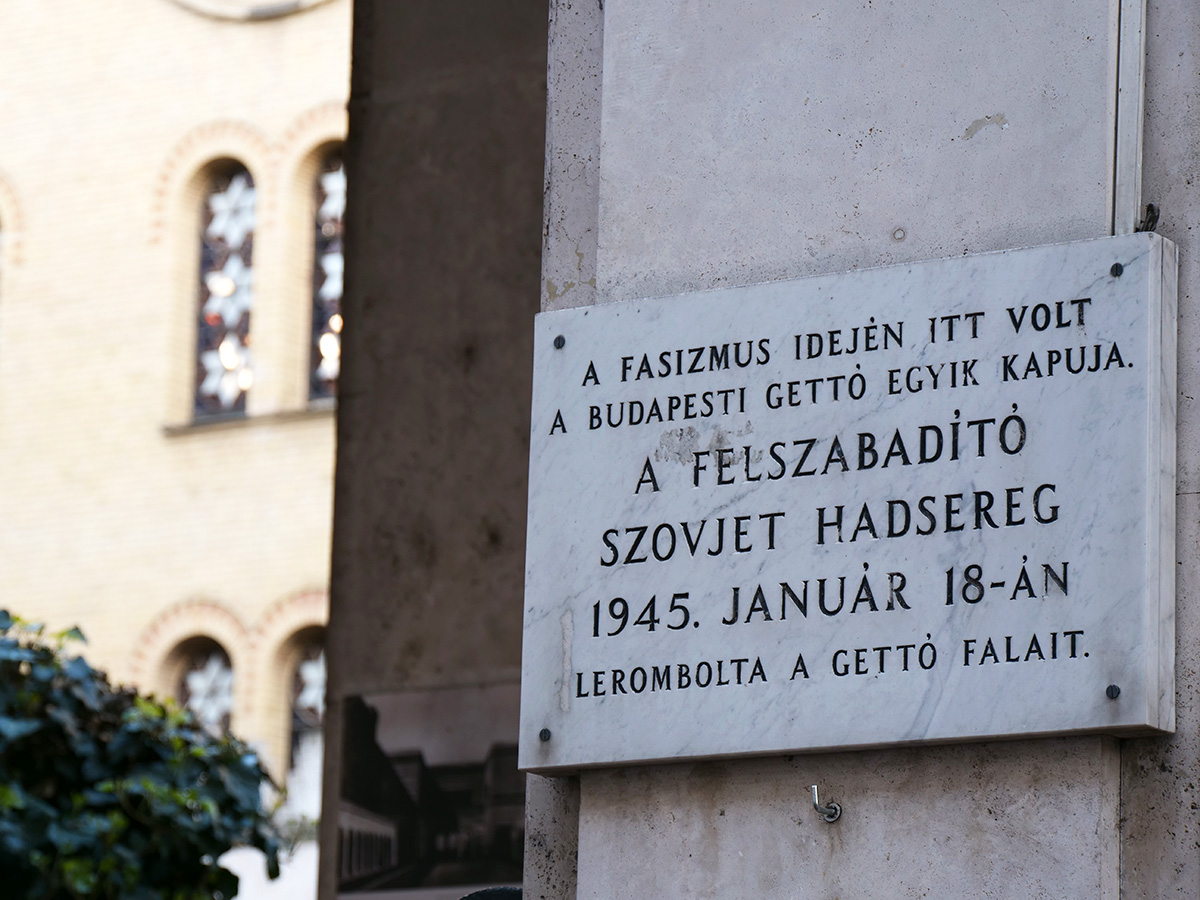 A FASIZMUS IDEJÉN ITT VOLT
A BUDAPESTI GETTÓ EGYIK KAPUJA.
A FELSZABADÍTÓ
SZOVJET HADSEREG
1945. JANUÁR 18-ÁN
LEROMBOLTA A GETTÓ FALAIT.